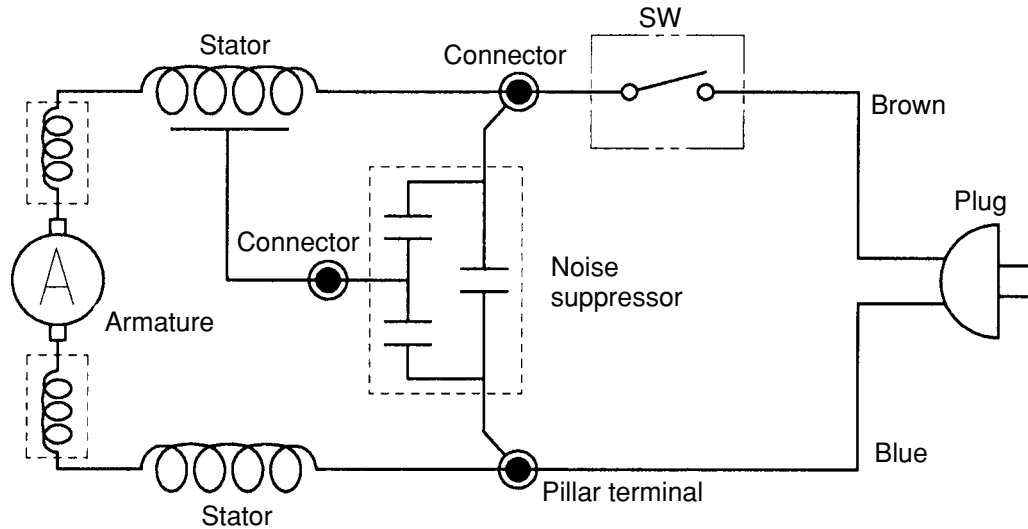 SW
Stator
Connector
Brown
Plug
Connector
Noise
suppressor
A
Armature
Blue
Pillar terminal
Stator